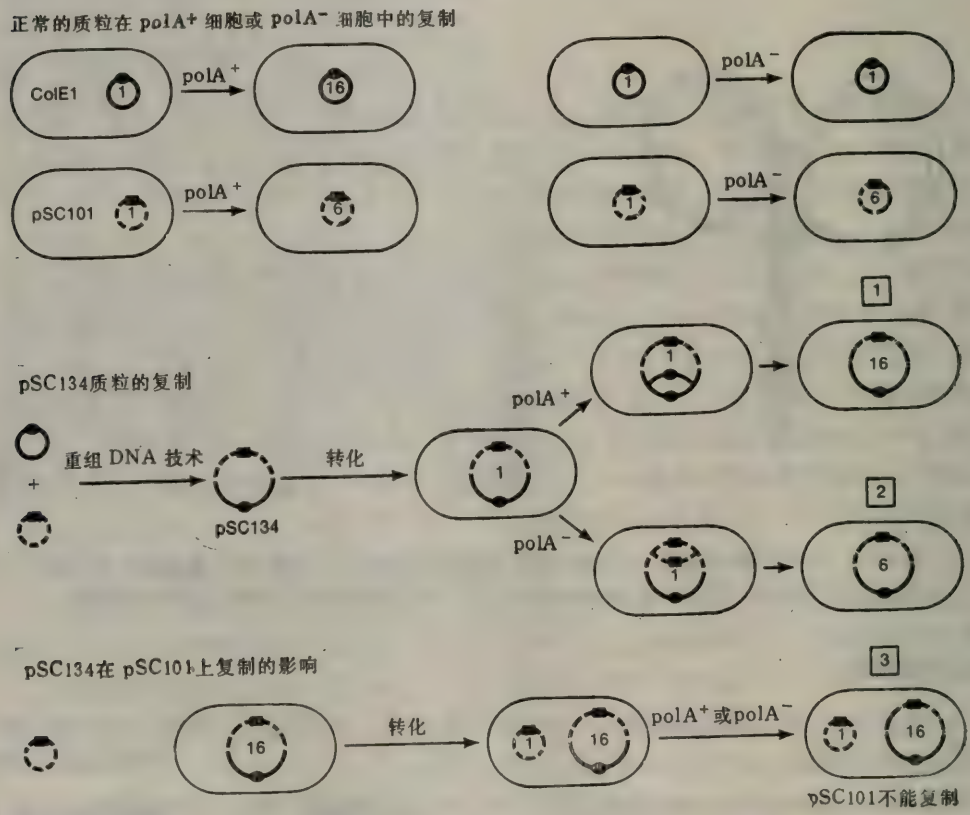 正常的质粒在 polA⁺ 细胞或 polA⁻ 细胞中的复制
ColE1
1
polA⁺
16
1
polA⁻
1
pSC101
1
polA⁺
6
1
polA⁻
6
1
pSC134质粒的复制
+
重组 DNA 技术
pSC134
转化
1
polA⁺
1
16
2
polA⁻
1
6
pSC134在 pSC101上复制的影响
3
16
转化
1
16
polA⁺或polA⁻
1
16
pSC101不能复制